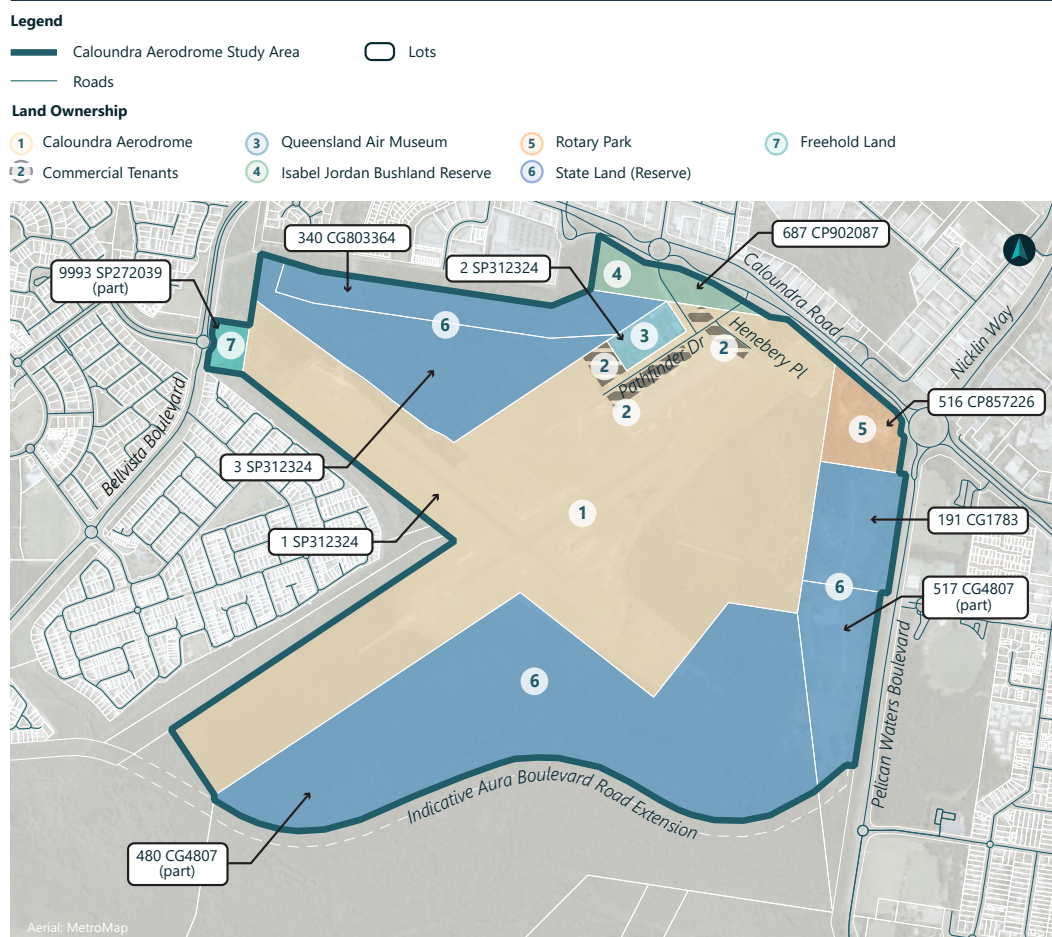 Legend
Caloundra Aerodrome Study Area
Lots
Roads
Land Ownership
1 Caloundra Aerodrome
3 Queensland Air Museum
5 Rotary Park
7 Freehold Land
2 Commercial Tenants
4 Isabel Jordan Bushland Reserve
6 State Land (Reserve)
340 CG803364
687 CP902087
2 SP312324
9993 SP272039
(part)
4
Caloundra Road
Nicklin Way
6
3
7
2
Henebery Pl
2
Pathfinder Dr
2
Bellvista Boulevard
516 CP857226
5
3 SP312324
1
191 CG1783
1 SP312324
6
517 CG4807
(part)
6
Pelican Waters Boulevard
Indicative Aura Boulevard Road Extension
480 CG4807
(part)
Aerial: MetroMap